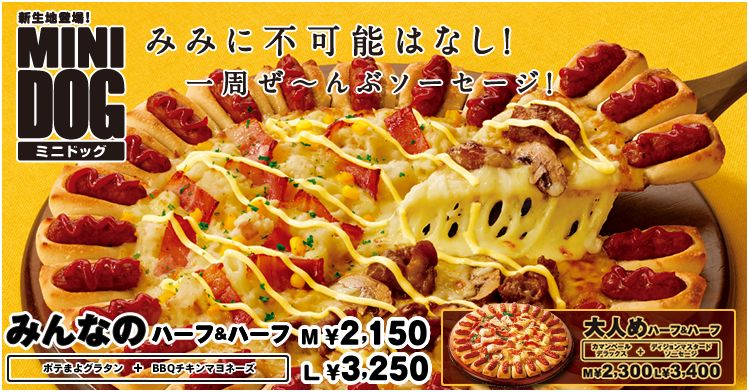 新生地登場!
MINI
DOG
ミニドッグ
みみに不可能はなし!
一周ぜ〜んぶソーセージ!
みんなの ハーフ&ハーフ M¥2,150
L¥3,250
ポテまよグラタン + BBQチキンマヨネーズ
大人め ハーフ&ハーフ
カマンベール デラックス + ディジョンマスタード ソーセージ
M¥2,300 L¥3,400